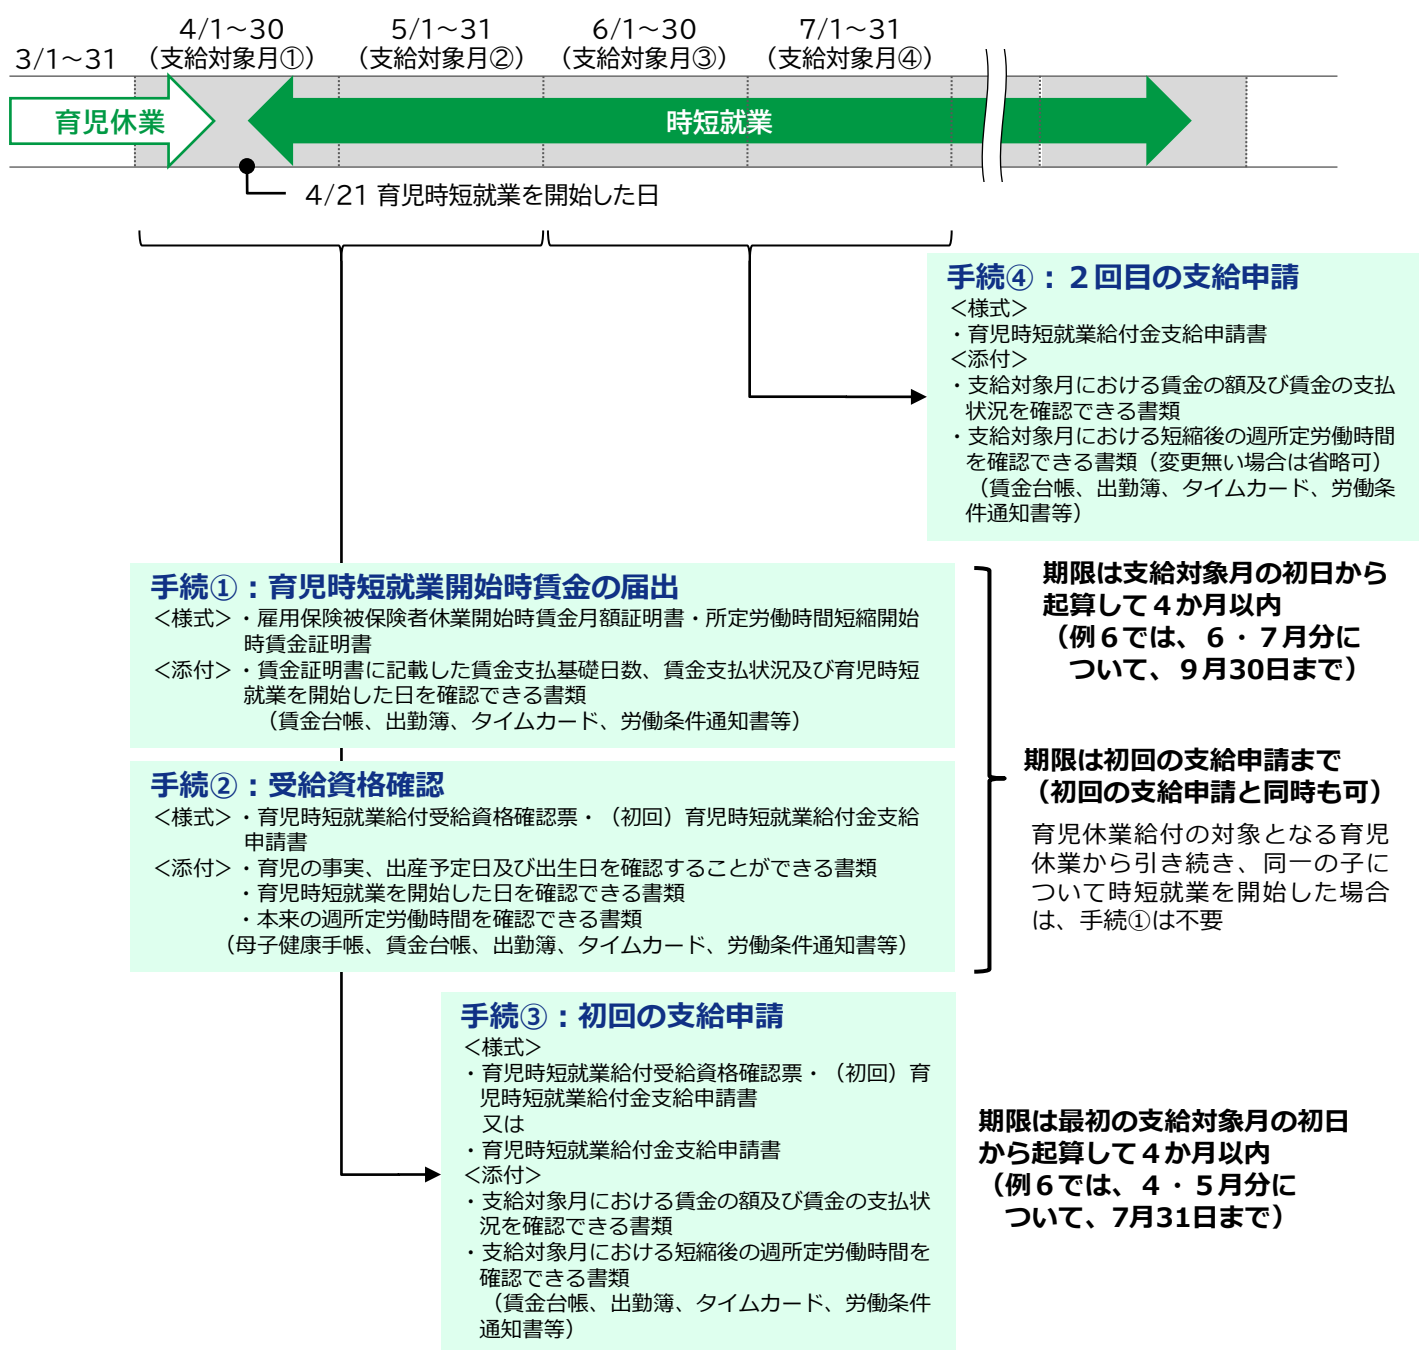 3/1～31
4/1～30
（支給対象月①）
5/1～31
（支給対象月②）
6/1～30
（支給対象月③）
7/1～31
（支給対象月④）
育児休業
時短就業
4/21 育児時短就業を開始した日
手続④：２回目の支給申請
＜様式＞
・育児時短就業給付金支給申請書
＜添付＞
・支給対象月における賃金の額及び賃金の支払
状況を確認できる書類
・支給対象月における短縮後の週所定労働時間
を確認できる書類（変更無い場合は省略可）
（賃金台帳、出勤簿、タイムカード、労働条
件通知書等）
期限は支給対象月の初日から
起算して４か月以内
（例６では、６・７月分に
ついて、９月30日まで）
手続①：育児時短就業開始時賃金の届出
＜様式＞・雇用保険被保険者休業開始時賃金月額証明書・所定労働時間短縮開始
時賃金証明書
＜添付＞・賃金証明書に記載した賃金支払基礎日数、賃金支払状況及び育児時短
就業を開始した日を確認できる書類
（賃金台帳、出勤簿、タイムカード、労働条件通知書等）
手続②：受給資格確認
＜様式＞・育児時短就業給付受給資格確認票・（初回）育児時短就業給付金支給
申請書
＜添付＞・育児の事実、出産予定日及び出生日を確認することができる書類
・育児時短就業を開始した日を確認できる書類
・本来の週所定労働時間を確認できる書類
（母子健康手帳、賃金台帳、出勤簿、タイムカード、労働条件通知書等）
期限は初回の支給申請まで
（初回の支給申請と同時も可）
育児休業給付の対象となる育児
休業から引き続き、同一の子に
ついて時短就業を開始した場合
は、手続①は不要
手続③：初回の支給申請
＜様式＞
・育児時短就業給付受給資格確認票・（初回）育
児時短就業給付金支給申請書
又は
・育児時短就業給付金支給申請書
＜添付＞
・支給対象月における賃金の額及び賃金の支払状
況を確認できる書類
・支給対象月における短縮後の週所定労働時間を
確認できる書類
（賃金台帳、出勤簿、タイムカード、労働条件
通知書等）
期限は最初の支給対象月の初日
から起算して４か月以内
（例６では、４・５月分に
ついて、7月31日まで）